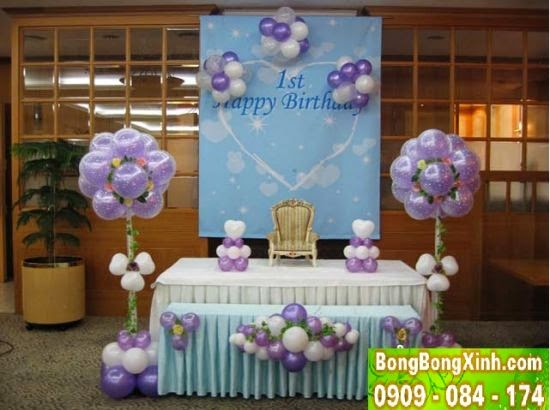 1st
Happy Birthday
BongBongXinh.com
0909 - 084 - 174